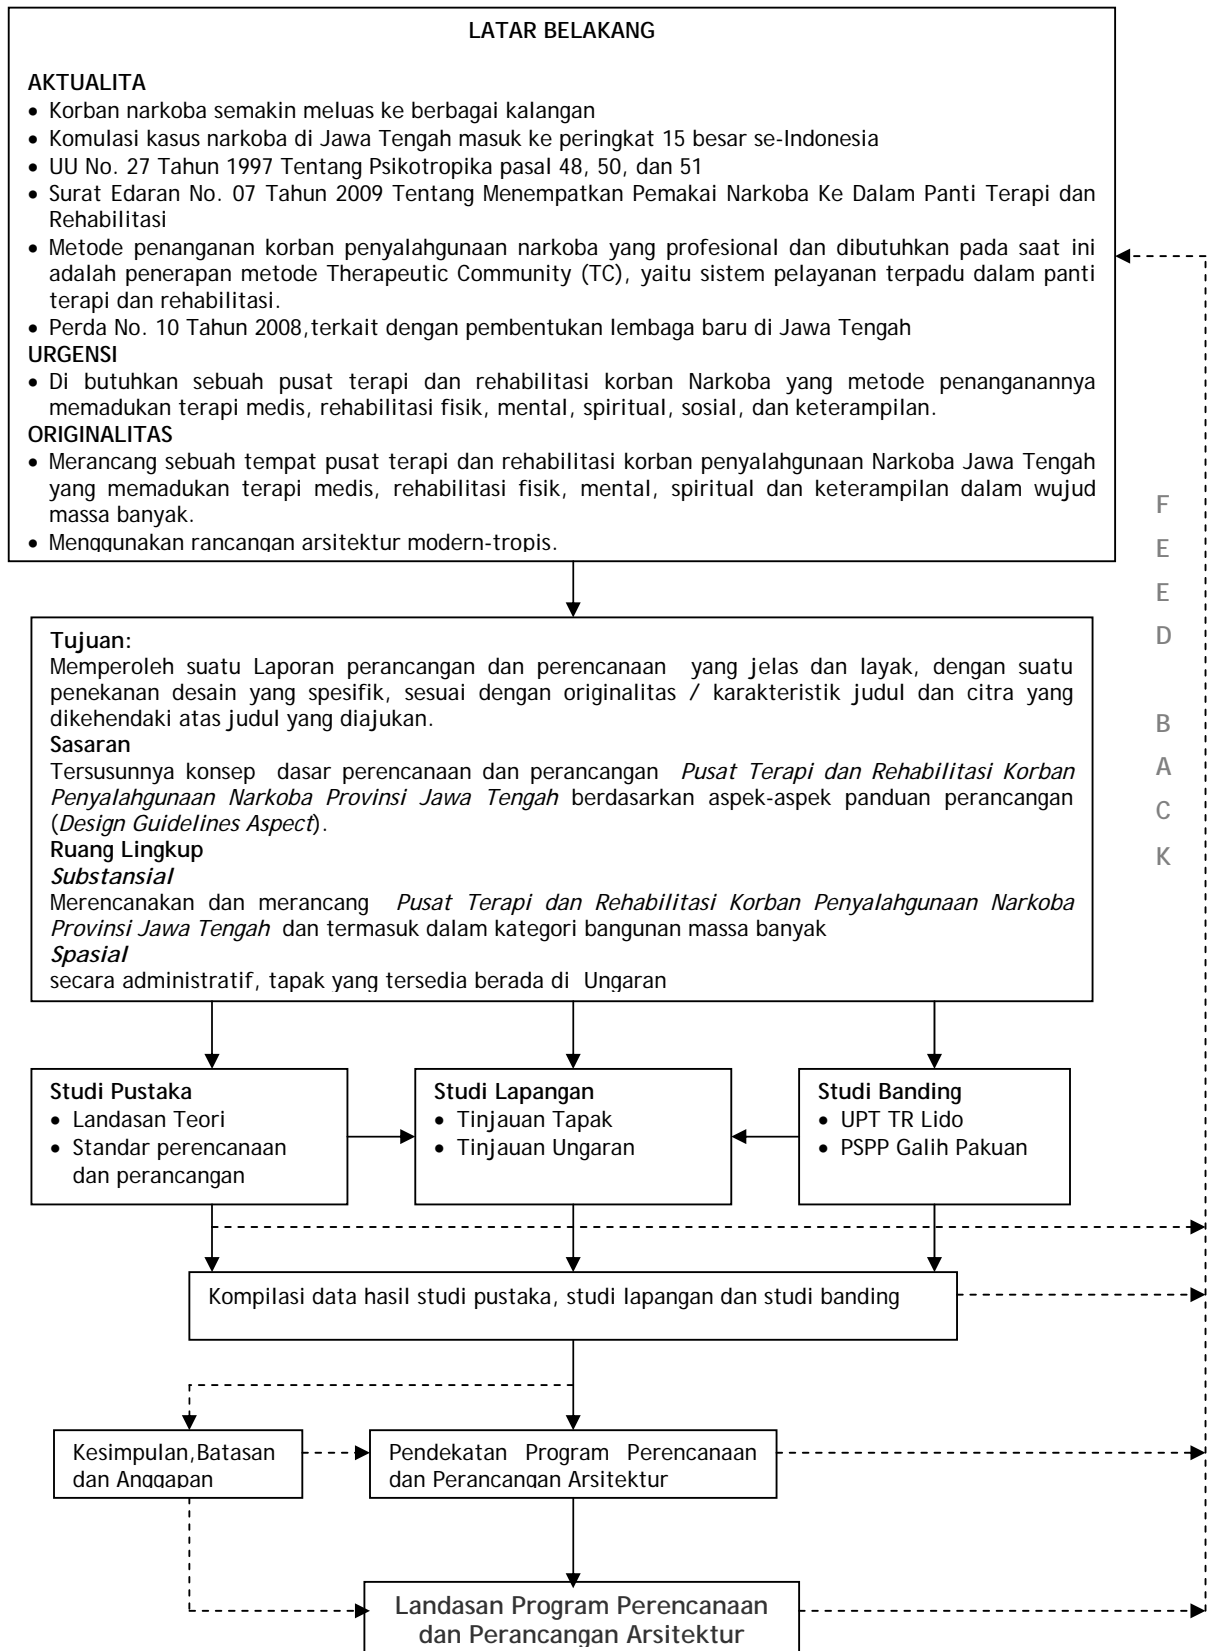 LATAR BELAKANG
AKTUALITA
• Korban narkoba semakin meluas ke berbagai kalangan
• Komulasi kasus narkoba di Jawa Tengah masuk ke peringkat 15 besar se-Indonesia
• UU No. 27 Tahun 1997 Tentang Psikotropika pasal 48, 50, dan 51
• Surat Edaran No. 07 Tahun 2009 Tentang Menempatkan Pemakai Narkoba Ke Dalam Panti Terapi dan
Rehabilitasi
• Metode penanganan korban penyalahgunaan narkoba yang profesional dan dibutuhkan pada saat ini
adalah penerapan metode Therapeutic Community (TC), yaitu sistem pelayanan terpadu dalam panti
terapi dan rehabilitasi.
• Perda No. 10 Tahun 2008,terkait dengan pembentukan lembaga baru di Jawa Tengah
URGENSI
• Di butuhkan sebuah pusat terapi dan rehabilitasi korban Narkoba yang metode penanganannya
memadukan terapi medis, rehabilitasi fisik, mental, spiritual, sosial, dan keterampilan.
ORIGINALITAS
• Merancang sebuah tempat pusat terapi dan rehabilitasi korban penyalahgunaan Narkoba Jawa Tengah
yang memadukan terapi medis, rehabilitasi fisik, mental, spiritual dan keterampilan dalam wujud
massa banyak.
• Menggunakan rancangan arsitektur modern-tropis.
F
E
E
D
B
A
C
K
Tujuan:
Memperoleh suatu Laporan perancangan dan perencanaan yang jelas dan layak, dengan suatu
penekanan desain yang spesifik, sesuai dengan originalitas / karakteristik judul dan citra yang
dikehendaki atas judul yang diajukan.
Sasaran
Tersusunnya konsep dasar perencanaan dan perancangan Pusat Terapi dan Rehabilitasi Korban
Penyalahgunaan Narkoba Provinsi Jawa Tengah berdasarkan aspek-aspek panduan perancangan
(Design Guidelines Aspect).
Ruang Lingkup
Substansial
Merencanakan dan merancang Pusat Terapi dan Rehabilitasi Korban Penyalahgunaan Narkoba
Provinsi Jawa Tengah dan termasuk dalam kategori bangunan massa banyak
Spasial
secara administratif, tapak yang tersedia berada di Ungaran
Studi Pustaka
• Landasan Teori
• Standar perencanaan
dan perancangan
Studi Lapangan
• Tinjauan Tapak
• Tinjauan Ungaran
Studi Banding
• UPT TR Lido
• PSPP Galih Pakuan
Kompilasi data hasil studi pustaka, studi lapangan dan studi banding
Kesimpulan,Batasan
dan Anggapan
Pendekatan Program Perencanaan
dan Perancangan Arsitektur
Landasan Program Perencanaan
dan Perancangan Arsitektur